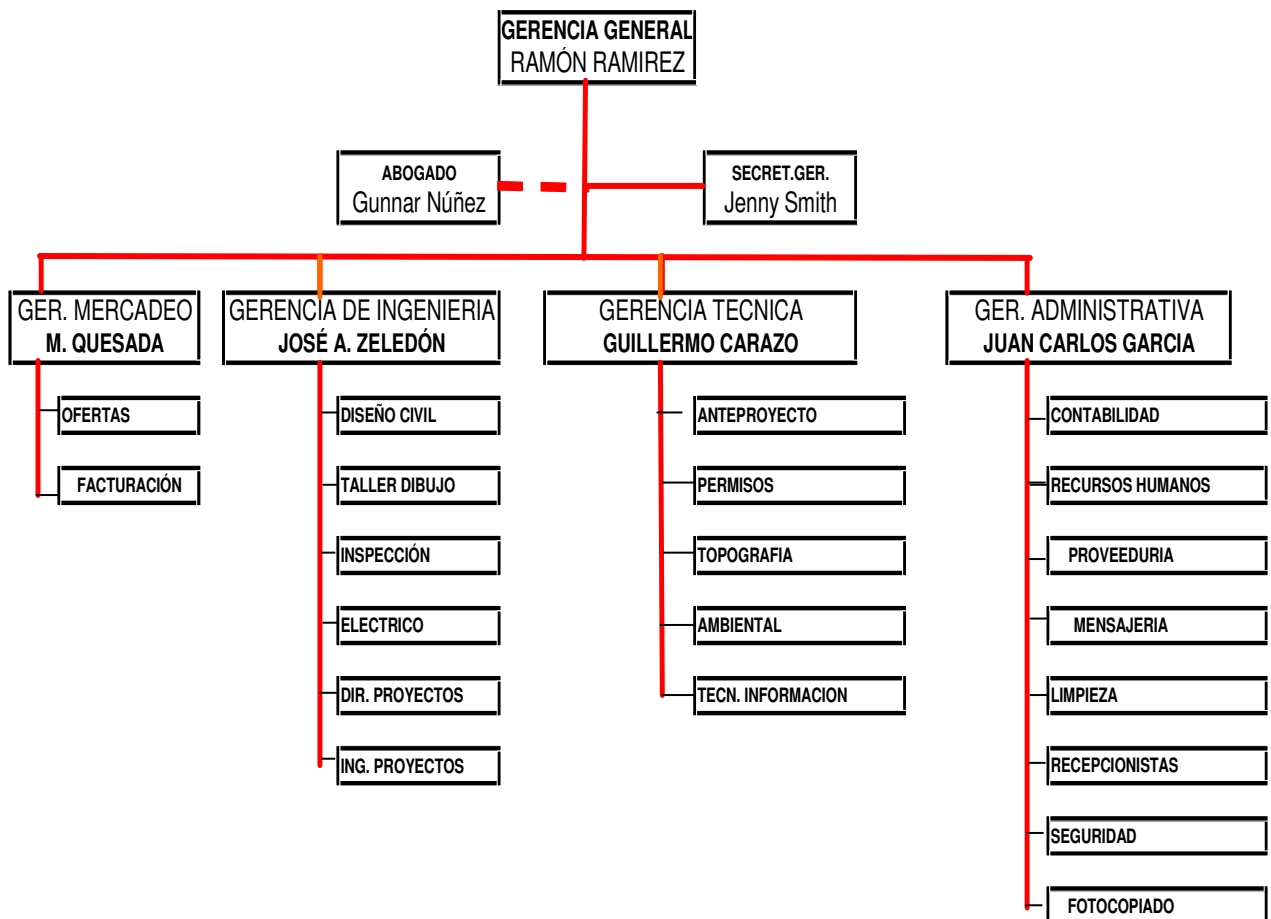 GERENCIA GENERAL
RAMÓN RAMIREZ
ABOGADO
Gunnar Núñez
SECRET.GER.
Jenny Smith
GER. MERCADEO
M. QUESADA
OFERTAS
FACTURACIÓN
GERENCIA DE INGENIERIA
JOSÉ A. ZELEDÓN
DISEÑO CIVIL
TALLER DIBUJO
INSPECCIÓN
ELECTRICO
DIR. PROYECTOS
ING. PROYECTOS
GERENCIA TECNICA
GUILLERMO CARAZO
ANTEPROYECTO
PERMISOS
TOPOGRAFIA
AMBIENTAL
TECN. INFORMACION
GER. ADMINISTRATIVA
JUAN CARLOS GARCIA
CONTABILIDAD
RECURSOS HUMANOS
PROVEEDURIA
MENSAJERIA
LIMPIEZA
RECEPCIONISTAS
SEGURIDAD
FOTOCOPIADO